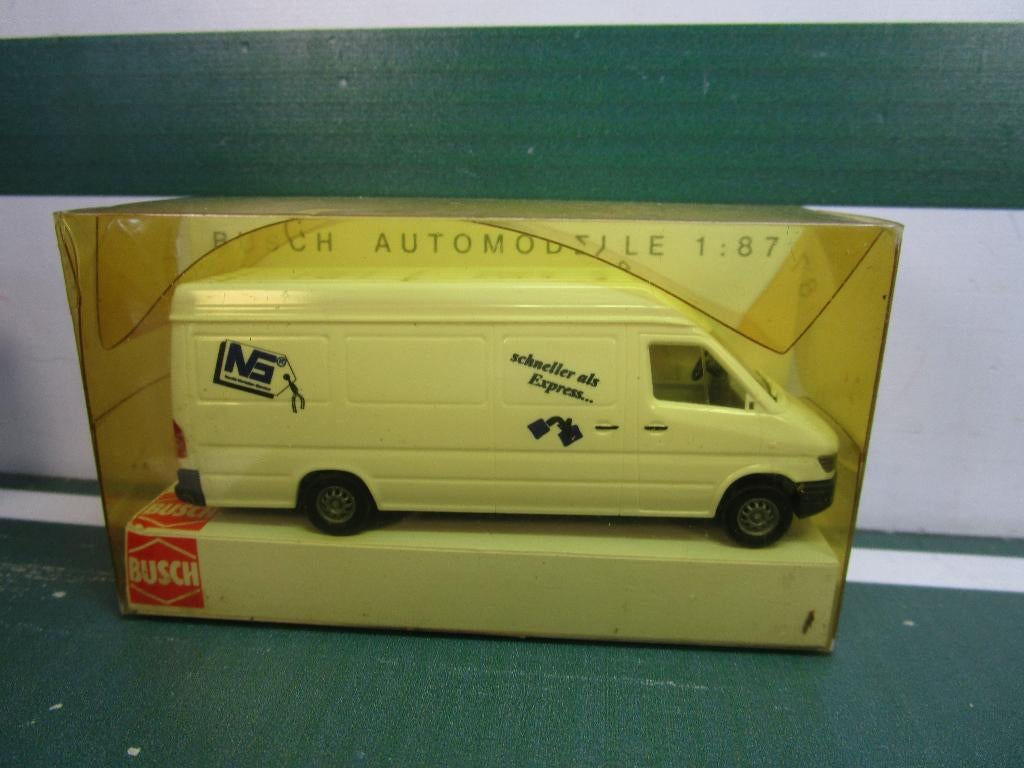 BUSCH AUTOMODELLE 1:87
NS®
schneller als
Express...
BUSCH
BUSCH